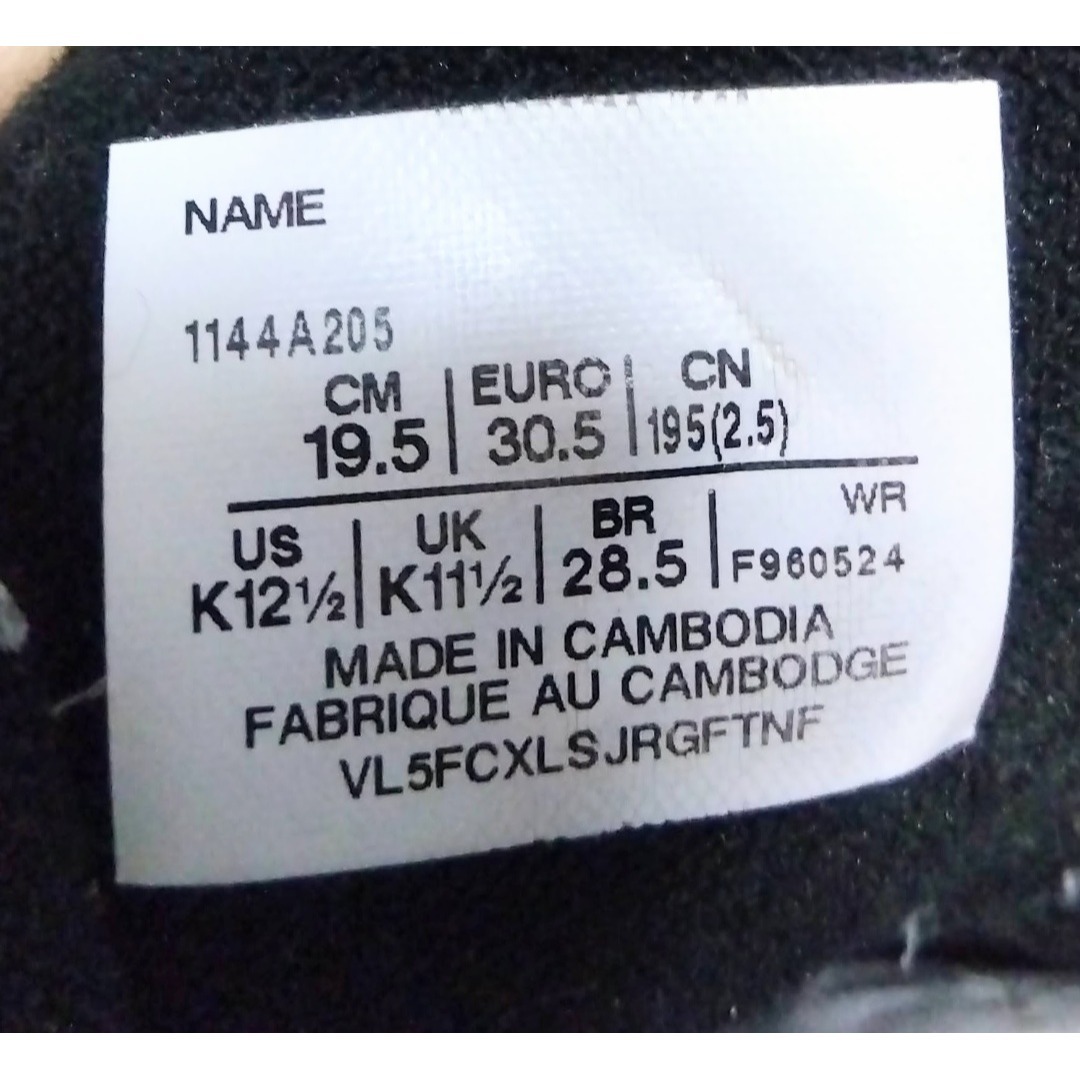 NAME
1144A205
CM | EURO | CN
19.5 | 30.5 | 195(2.5)
US | UK | BR WR
K12½ | K11½ | 28.5 | F960524
MADE IN CAMBODIA
FABRIQUE AU CAMBODGE
VL5FCXLSJRGFTNF